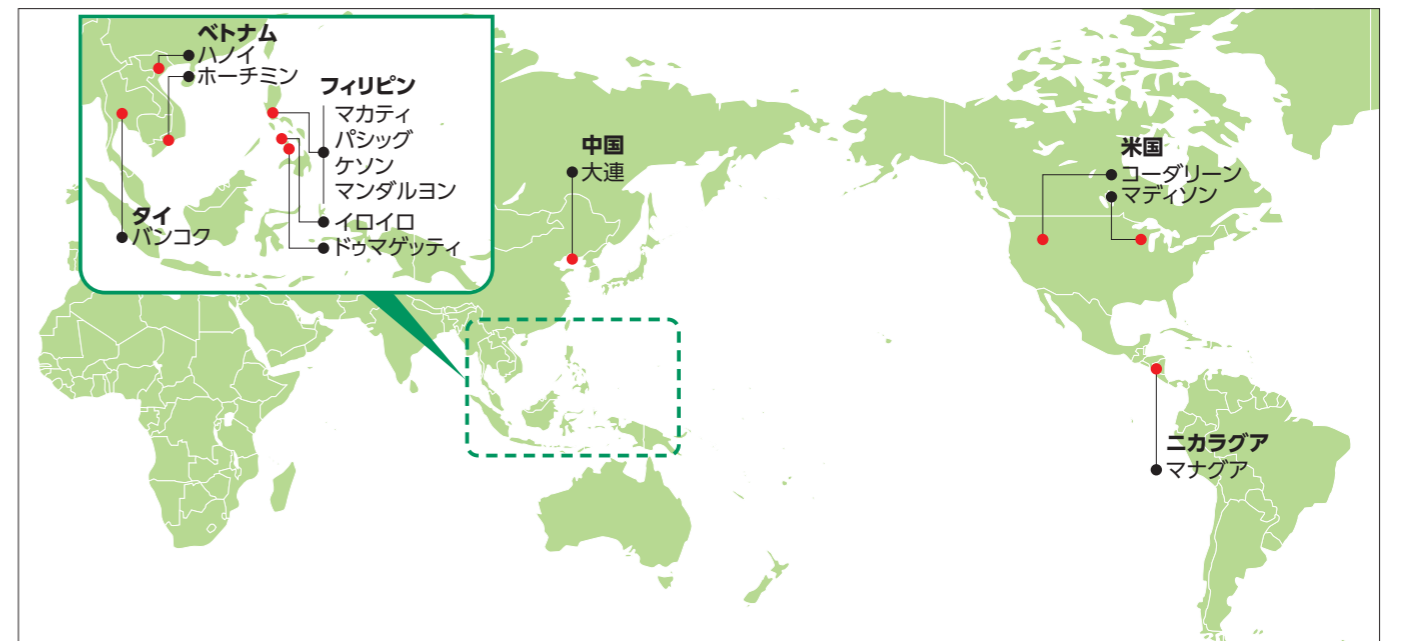 ベトナム
ハノイ
ホーチミン
フィリピン
マカティ
パシッグ
ケソン
マンダルヨン
イロイロ
ドゥマゲッティ
タイ
バンコク
中国
大連
米国
コーダリーン
マディソン
ニカラグア
マナグア